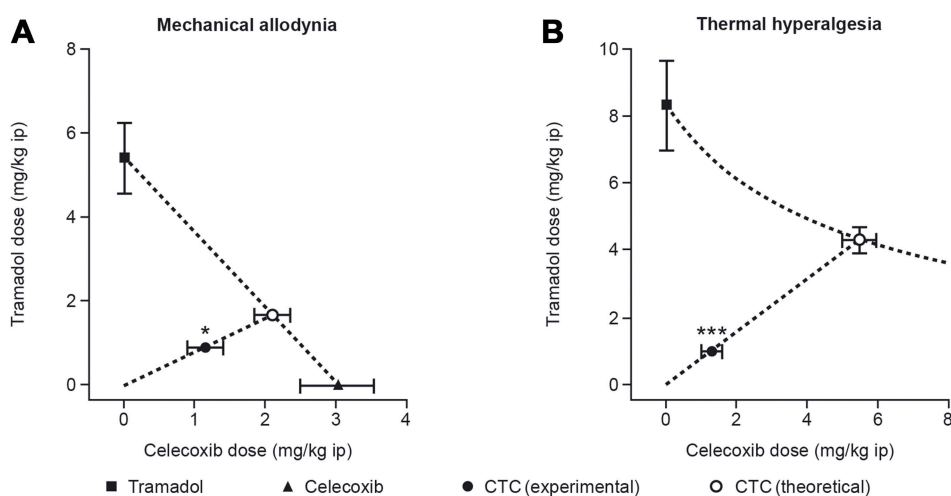 A
Mechanical allodynia
8
6
4
2
0
Tramadol dose (mg/kg ip)
*
0 1 2 3 4
Celecoxib dose (mg/kg ip)
B
Thermal hyperalgesia
10
8
6
4
2
0
Tramadol dose (mg/kg ip)
***
0 2 4 6 8
Celecoxib dose (mg/kg ip)
Tramadol Celecoxib CTC (experimental) CTC (theoretical)